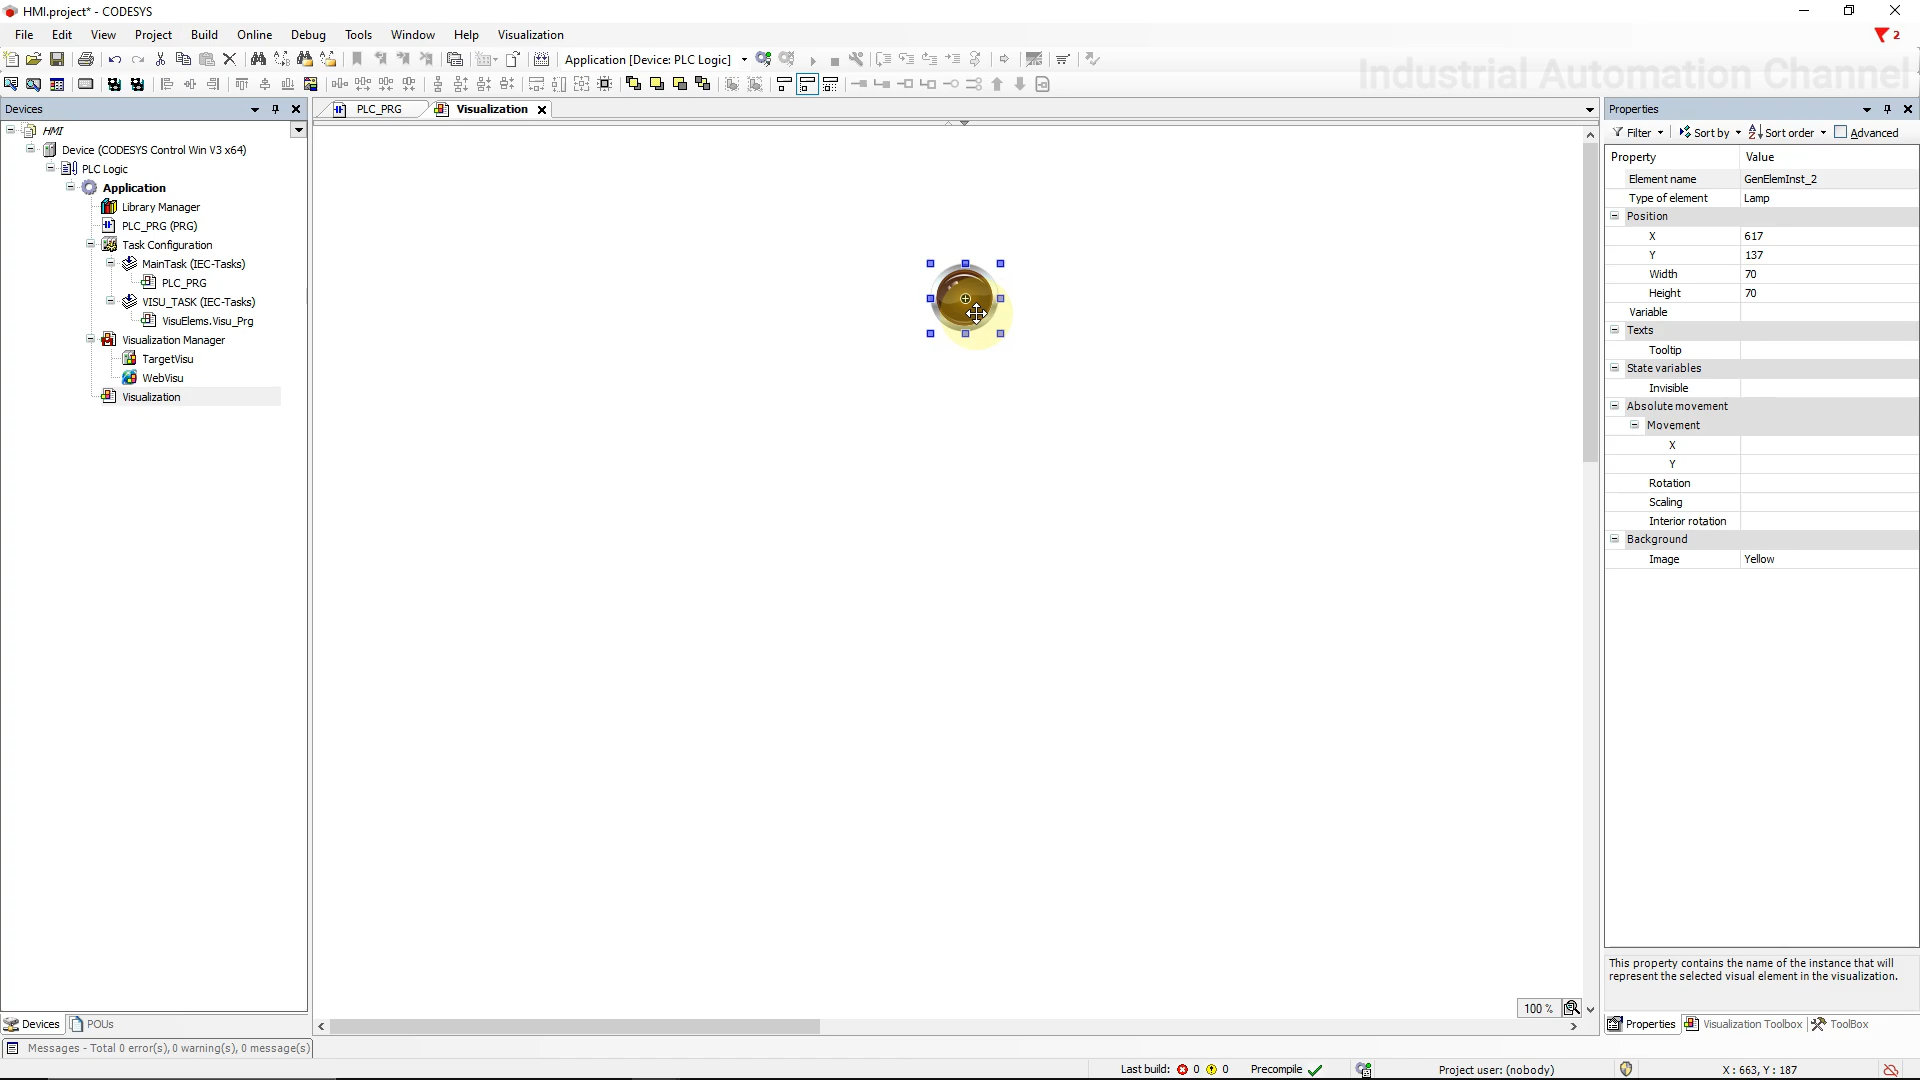 HMI.project* - CODESYS
File Edit View Project Build Online Debug Tools Window Help Visualization
2
Application [Device: PLC Logic]
Industrial Automation Channel
Devices
PLC_PRG
Visualization
Properties
HMI
Device (CODESYS Control Win V3 x64)
PLC Logic
Application
Library Manager
PLC_PRG (PRG)
Task Configuration
MainTask (IEC-Tasks)
PLC_PRG
VISU_TASK (IEC-Tasks)
VisuElems.Visu_Prg
Visualization Manager
TargetVisu
WebVisu
Visualization
Filter Sort by Sort order Advanced
Property Value
Element name GenElemInst_2
Type of element Lamp
Position
X 617
Y 137
Width 70
Height 70
Variable
Texts
Tooltip
State variables
Invisible
Absolute movement
Movement
X
Y
Rotation
Scaling
Interior rotation
Background
Image Yellow
This property contains the name of the instance that will
represent the selected visual element in the visualization.
100 %
Devices POUs
Properties Visualization Toolbox ToolBox
Messages - Total 0 error(s), 0 warning(s), 0 message(s)
Last build: 0 0 Precompile Project user: (nobody) X : 663, Y : 187